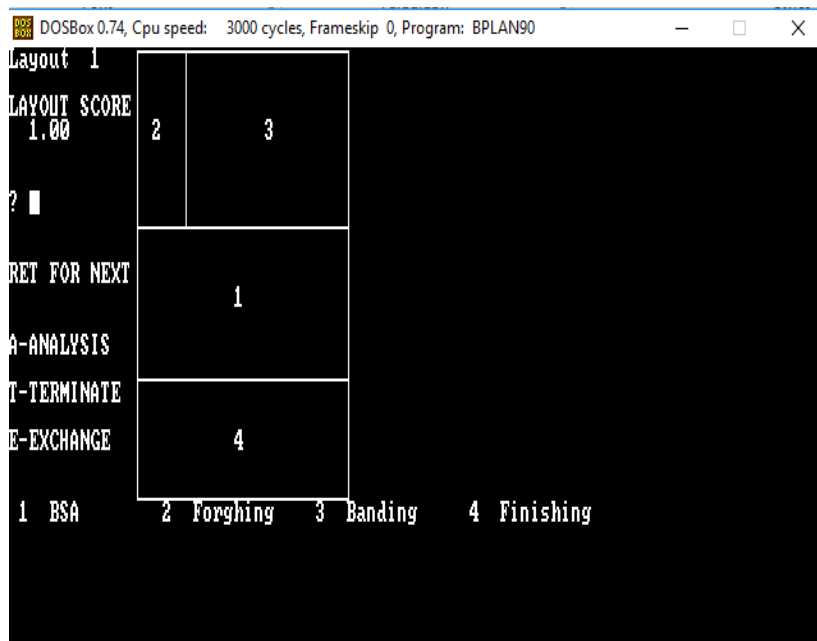 DOSBox 0.74, Cpu speed: 3000 cycles, Frameskip 0, Program: BPLAN90
Layout 1
LAYOUT SCORE
1.00
2 3
?
RET FOR NEXT
1
A-ANALYSIS
T-TERMINATE
E-EXCHANGE
4
1 BSA 2 Forghing 3 Banding 4 Finishing